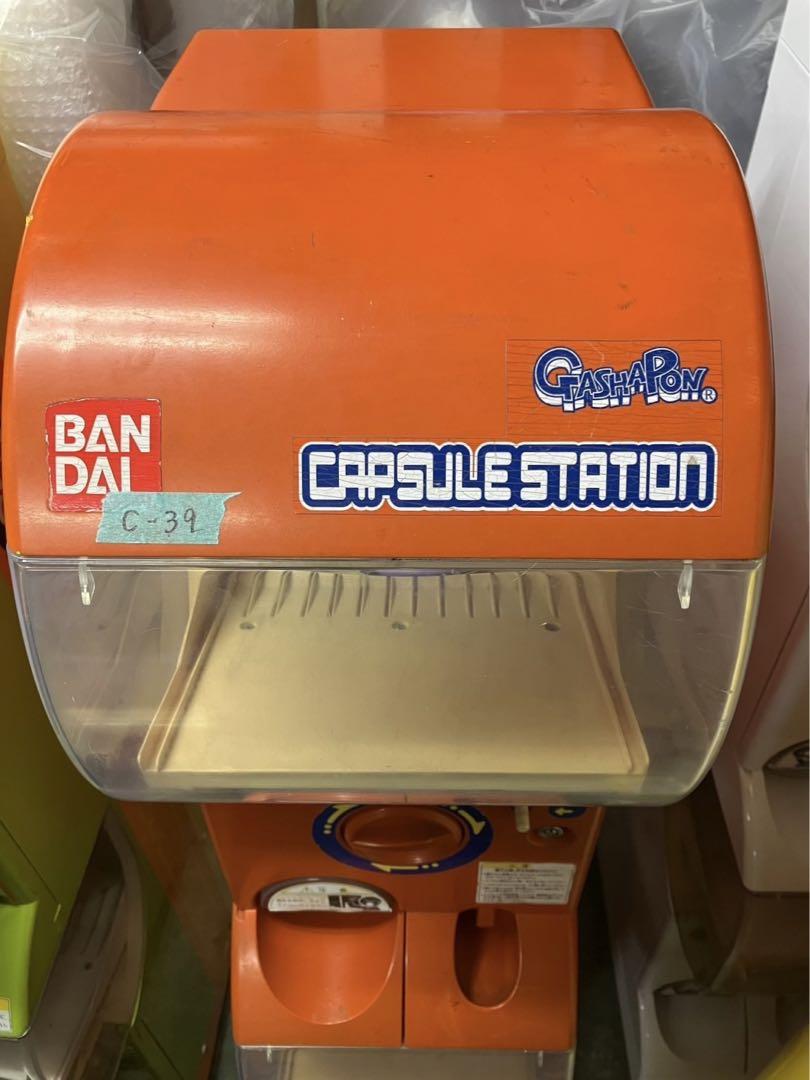 GASHAPON®
BAN
DAI
CAPSULE STATION
C-39